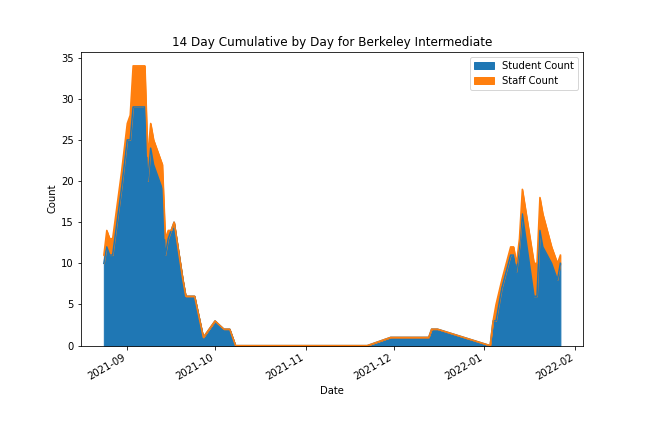 14 Day Cumulative by Day for Berkeley Intermediate
Student Count
Staff Count
35
30
25
20
15
10
5
0
Count
2021-09
2021-10
2021-11
2021-12
2022-01
2022-02
Date